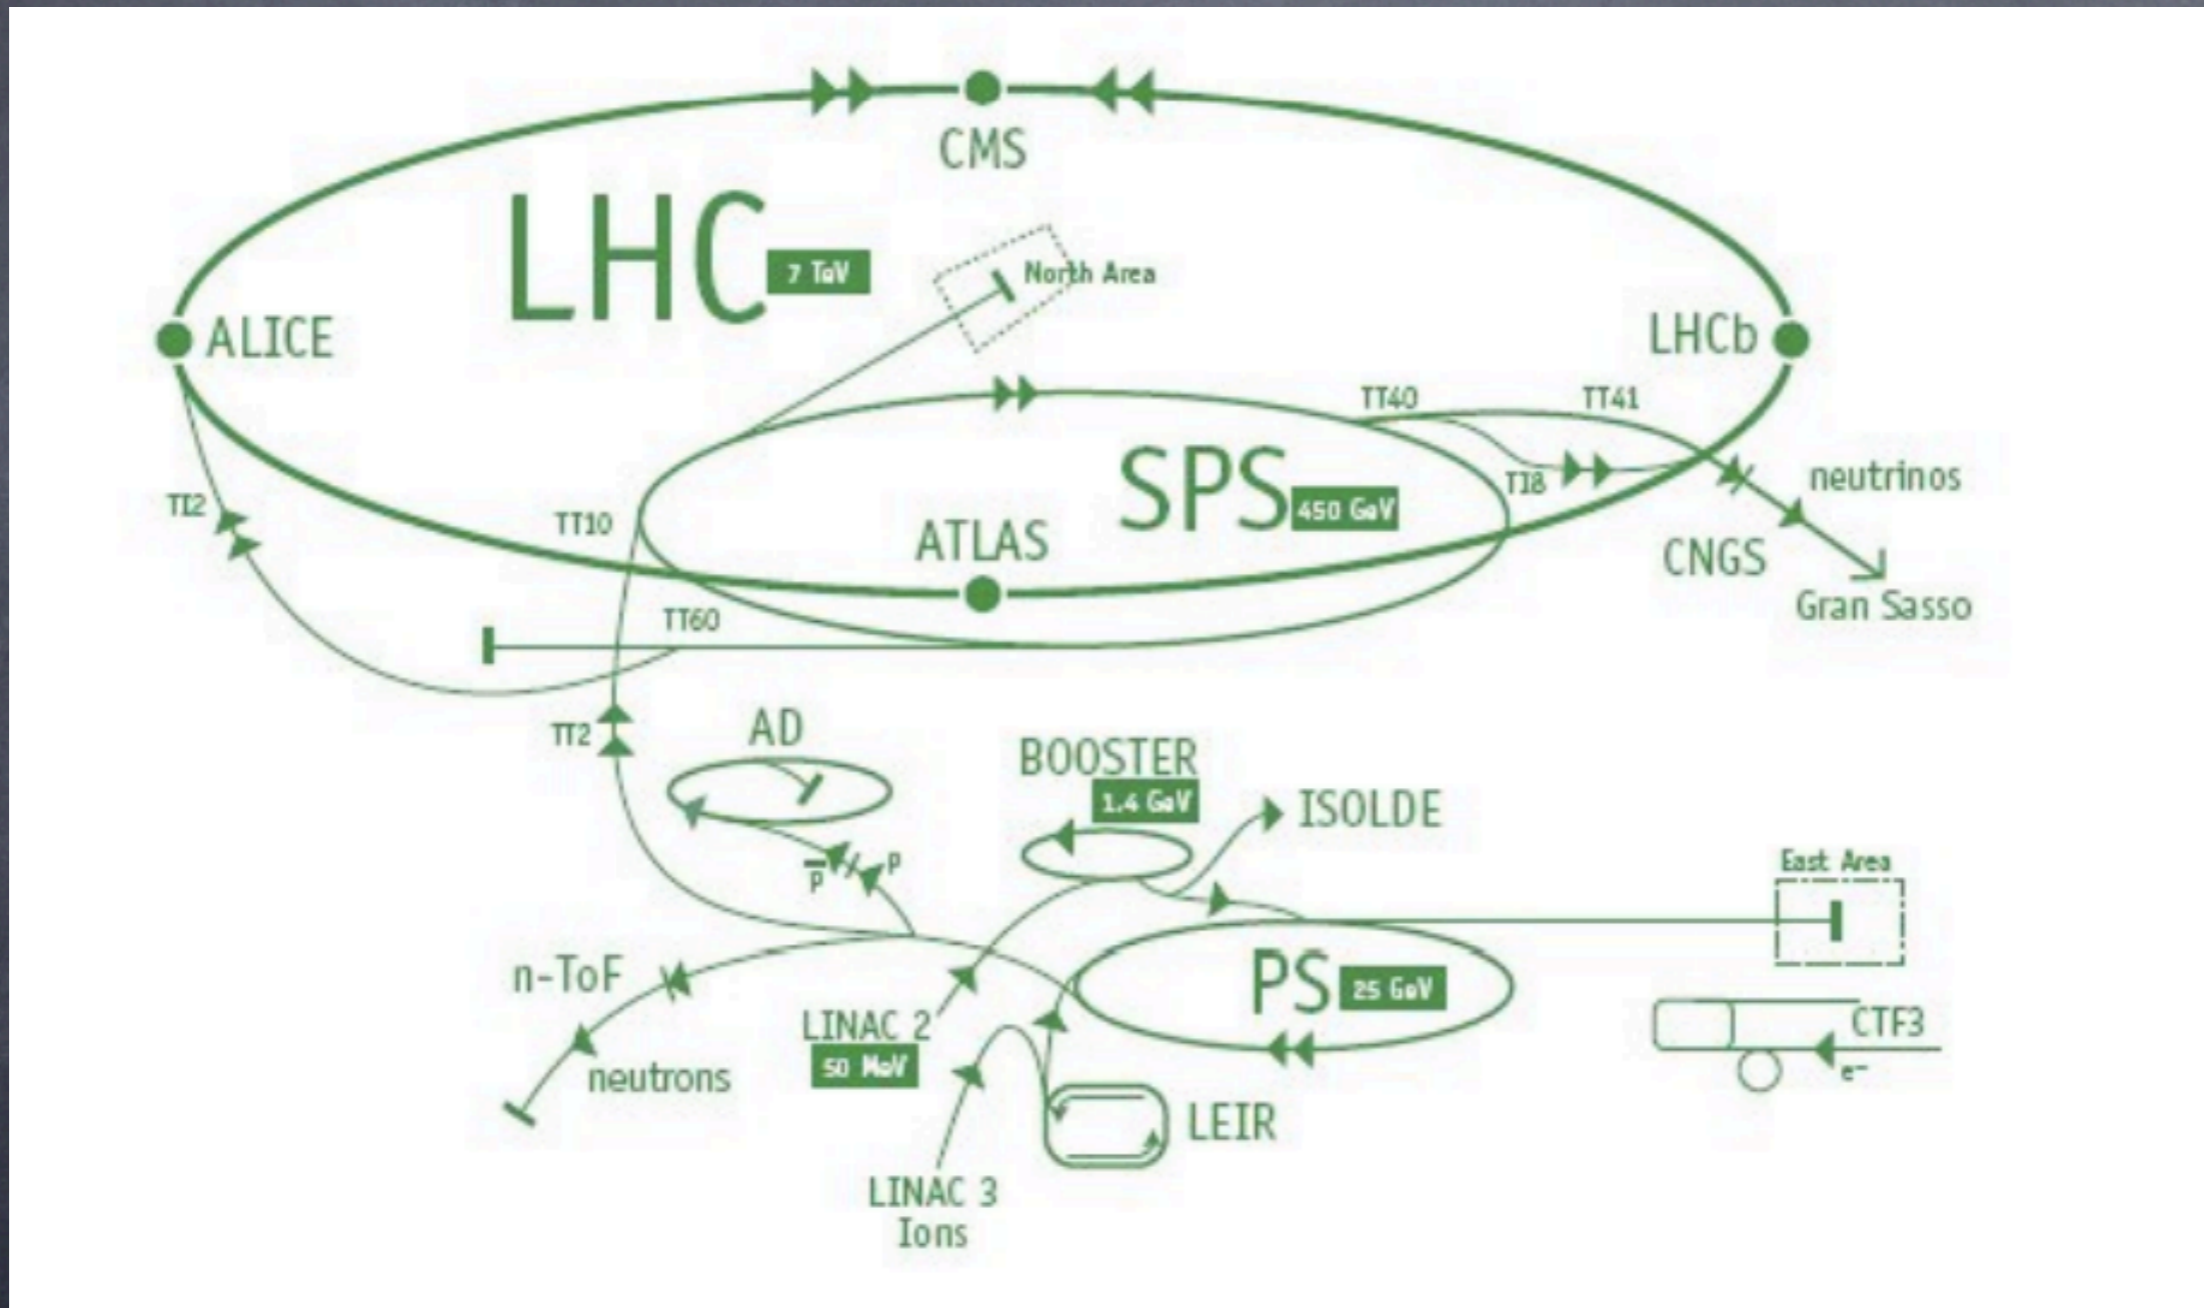 CMS
LHC
7 TeV
North Area
ALICE
LHCb
TT40
TT41
SPS
450 GeV
TI8
neutrinos
TI2
TT10
ATLAS
CNGS
Gran Sasso
TT60
TT2
AD
BOOSTER
1.4 GeV
ISOLDE
p̅
p
East Area
n-ToF
PS
25 GeV
LINAC 2
50 MeV
CTF3
e-
neutrons
LEIR
LINAC 3
Ions